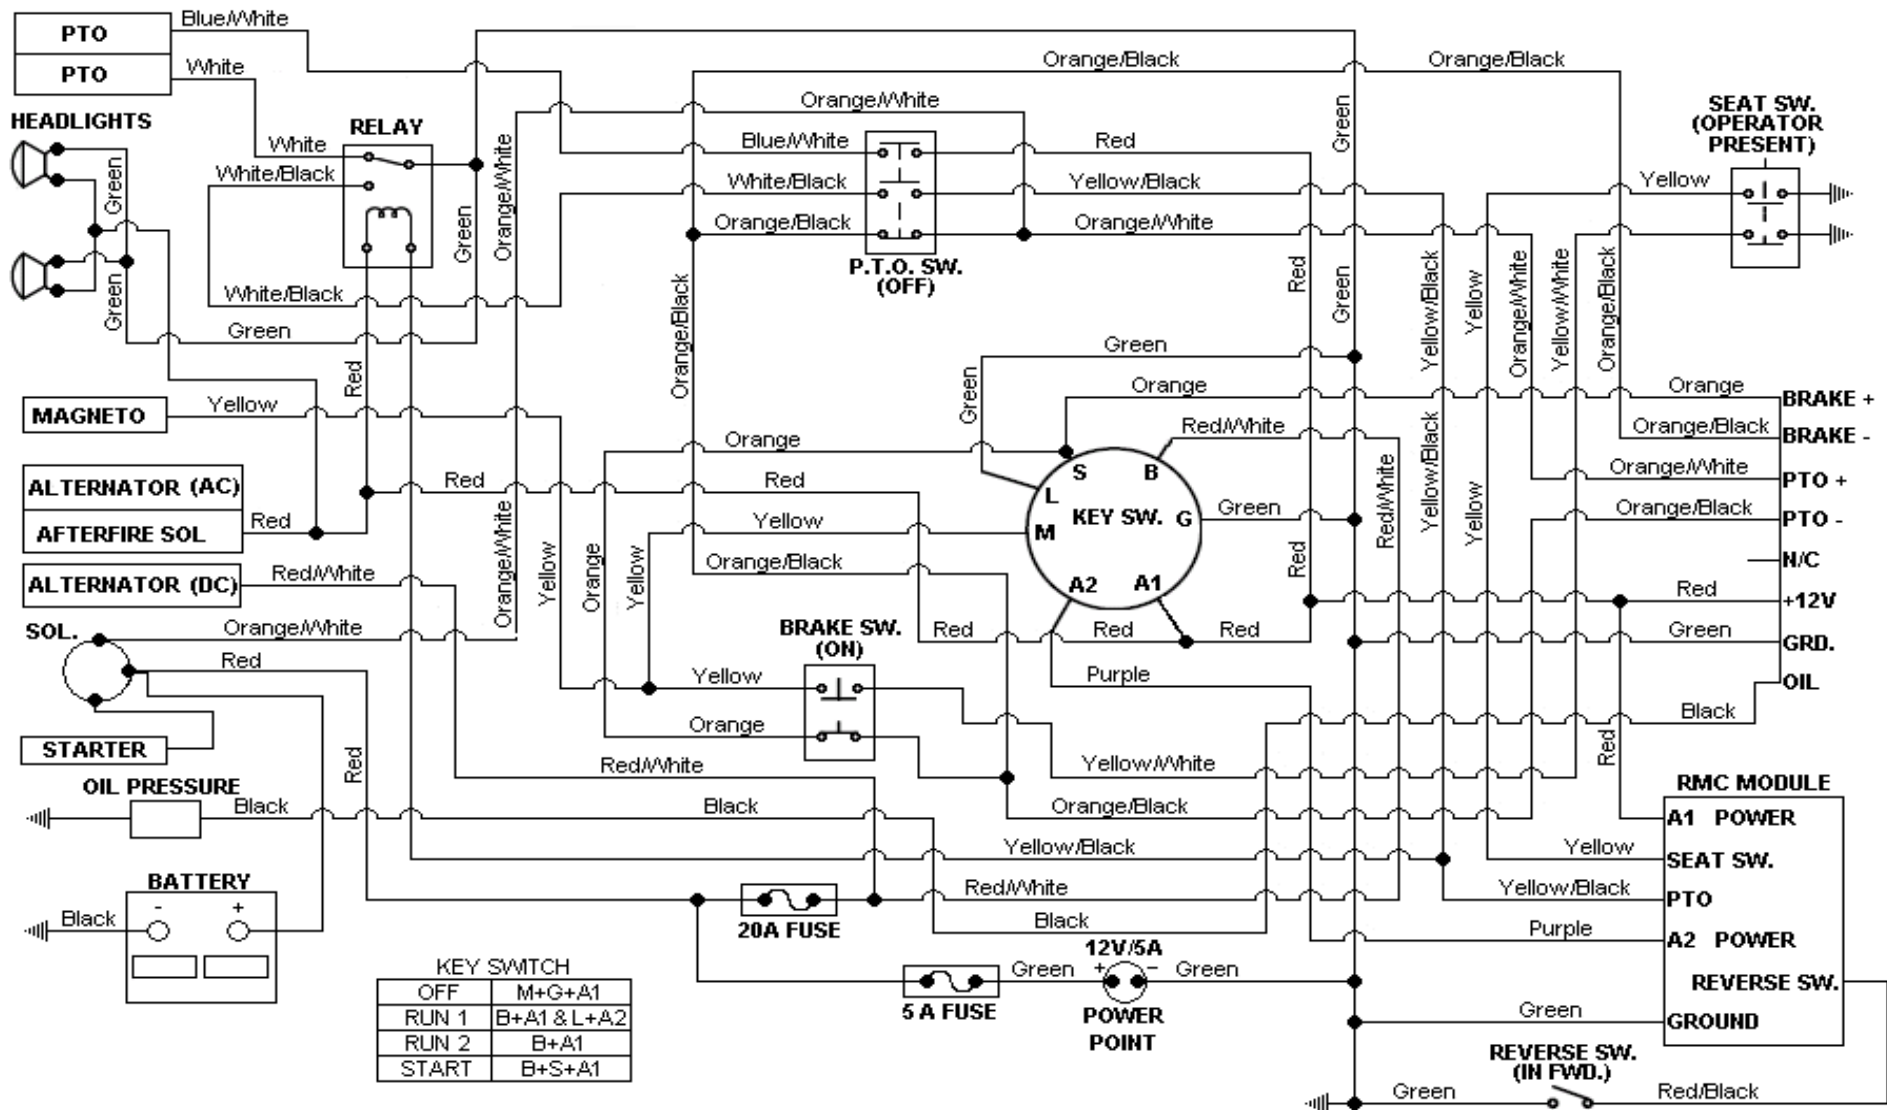 PTO
Blue/White
PTO
White
HEADLIGHTS
Green
Green
RELAY
White
White/Black
White/Black
Green
Green
Orange/White
Orange/White
Blue/White
White/Black
Orange/Black
P.T.O. SW.
(OFF)
Red
Yellow/Black
Orange/White
Orange/Black
Orange/Black
Green
Green
Red
Orange/Black
SEAT SW.
(OPERATOR
PRESENT)
Yellow
Yellow/Black
Yellow
Orange/White
Yellow/White
Orange/Black
MAGNETO
Yellow
Red
ALTERNATOR (AC)
AFTERFIRE SOL
Red
ALTERNATOR (DC)
Red/White
SOL.
Orange/White
Red
STARTER
Orange/White
Yellow
Orange
Yellow
Orange
Red
Red
Yellow
Orange/Black
Green
Green
Orange
Red/White
S
B
L
KEY SW.
G
M
A2
A1
Green
Red
Red
Red
Red
Purple
Red/White
Yellow/Black
Yellow
Orange
BRAKE +
Orange/Black
BRAKE -
Orange/White
PTO +
Orange/Black
PTO -
N/C
Red
+12V
Green
GRD.
OIL
Black
BRAKE SW.
(ON)
Yellow
Orange
Red/White
Yellow/White
Orange/Black
Red
Red
OIL PRESSURE
Black
Black
Yellow/Black
BATTERY
- +
Black
20A FUSE
Red/White
Black
5 A FUSE
Green
12V/5A
+ -
Green
POWER
POINT
RMC MODULE
A1 POWER
Yellow
SEAT SW.
Yellow/Black
PTO
Purple
A2 POWER
REVERSE SW.
Green
GROUND
REVERSE SW.
(IN FWD.)
Green
Red/Black
KEY SWITCH
OFF M+G+A1
RUN 1 B+A1 & L+A2
RUN 2 B+A1
START B+S+A1